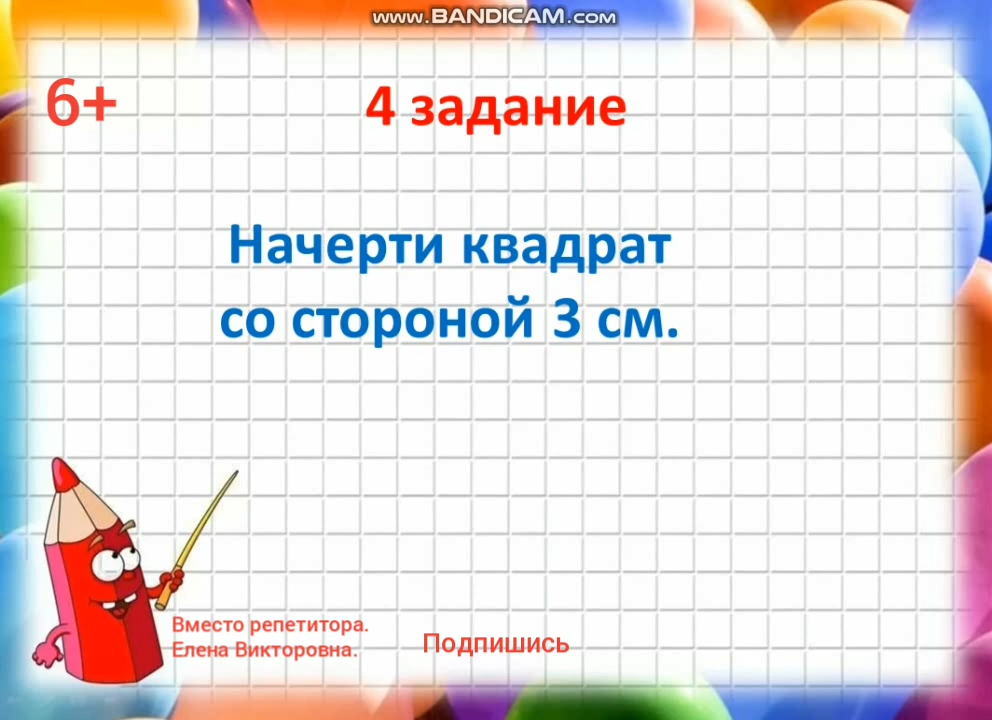 www.BANDICAM.com
6+
4 задание
Начерти квадрат
со стороной 3 см.
Вместо репетитора.
Елена Викторовна.
Подпишись